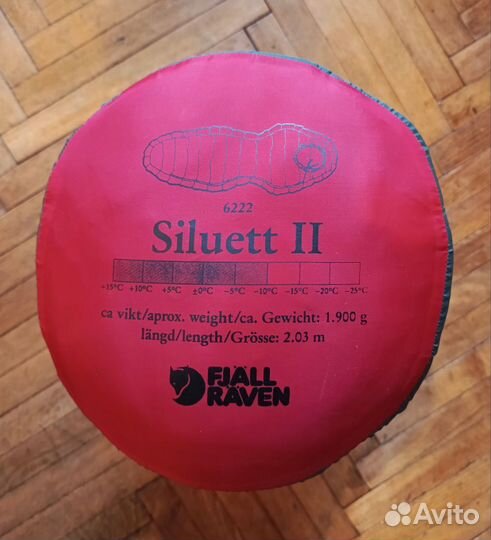 6222
Siluett II
+15°C +10°C +5°C ±0°C -5°C -10°C -15°C -20°C -25°C
ca vikt/aprox. weight/ca. Gewicht: 1.900 g
längd/length/Grösse: 2.03 m
FJÄLL
RÄVEN
Avito